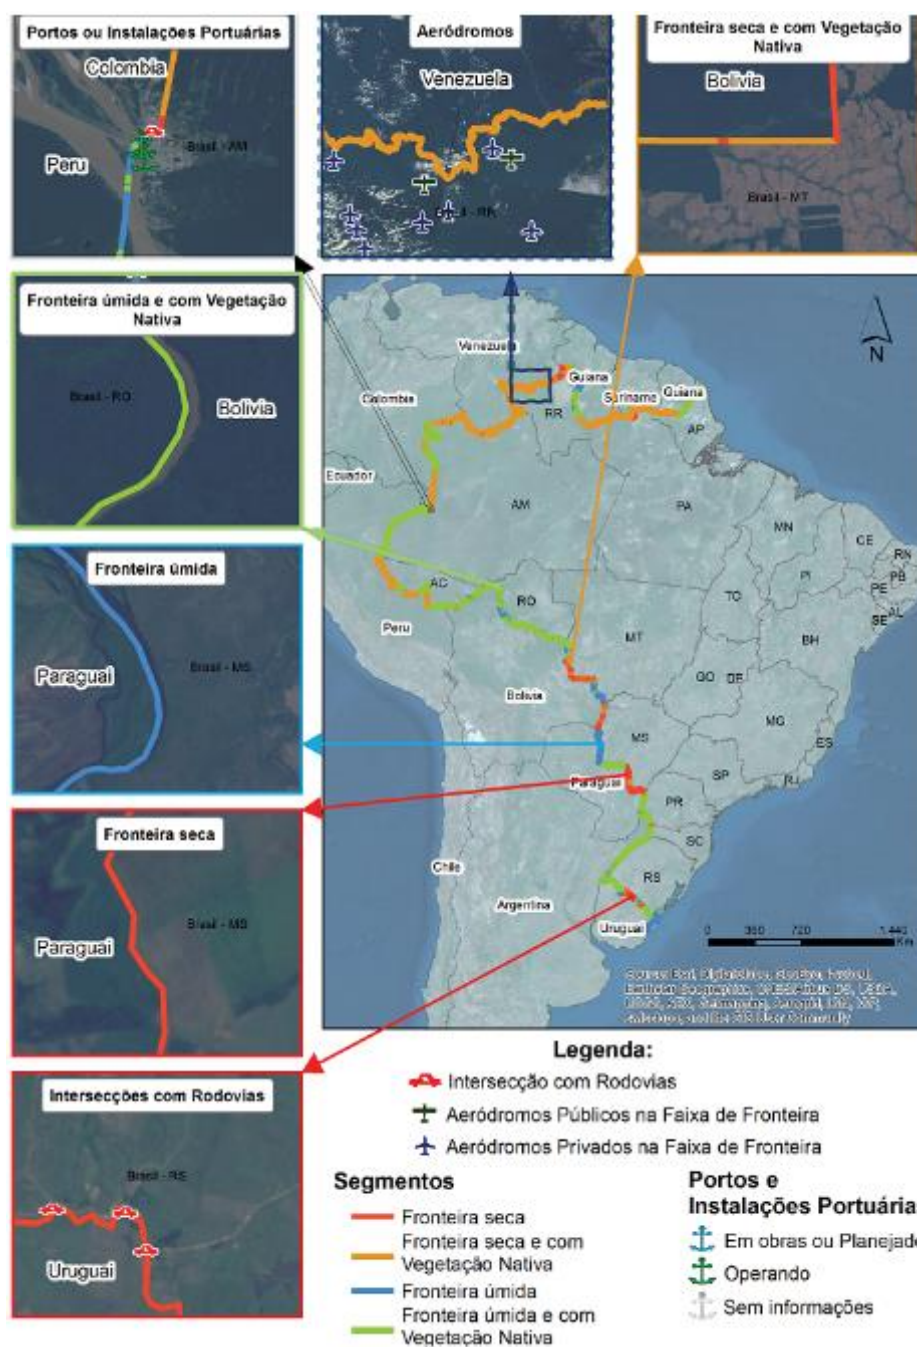 Portos ou Instalações Portuárias
Colombia
Peru
Brasil - AM
Aeródromos
Venezuela
Fronteira seca e com Vegetação
Nativa
Bolivia
Brasil - MT
Fronteira úmida e com Vegetação
Nativa
Brasil - RO
Bolivia
Fronteira úmida
Paraguai
Brasil - MS
Fronteira seca
Paraguai
Brasil - MS
Intersecções com Rodovias
Brasil - RS
Uruguai
N
Venezuela
Guiana
Suriname
Guiana
Colombia
RR
AP
Ecuador
AM
PA
MN
CE
RN
PB
PE
AL
SE
PI
AC
RO
TO
BH
Peru
MT
GO
DF
Bolivia
MG
ES
MS
SP
RJ
Paraguai
PR
SC
Chile
RS
Argentina
Uruguai
0 360 720 1.440
Km
Legenda:
Intersecção com Rodovias
Aeródromos Públicos na Faixa de Fronteira
Aeródromos Privados na Faixa de Fronteira
Segmentos
Fronteira seca
Fronteira seca e com
Vegetação Nativa
Fronteira úmida
Fronteira úmida e com
Vegetação Nativa
Portos e
Instalações Portuária
Em obras ou Planejado
Operando
Sem informações